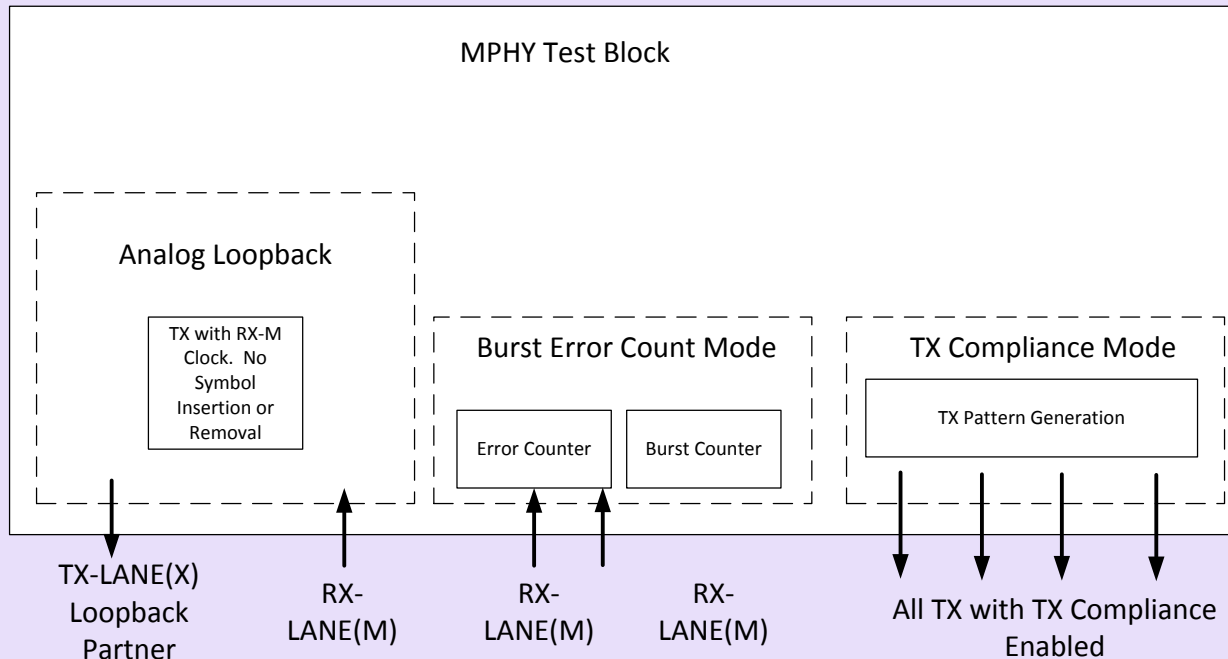 MPHY Test Block
Analog Loopback
TX with RX-M
Clock. No
Symbol
Insertion or
Removal
Burst Error Count Mode
Error Counter
Burst Counter
TX Compliance Mode
TX Pattern Generation
TX-LANE(X)
Loopback
Partner
RX-
LANE(M)
RX-
LANE(M)
RX-
LANE(M)
All TX with TX Compliance
Enabled